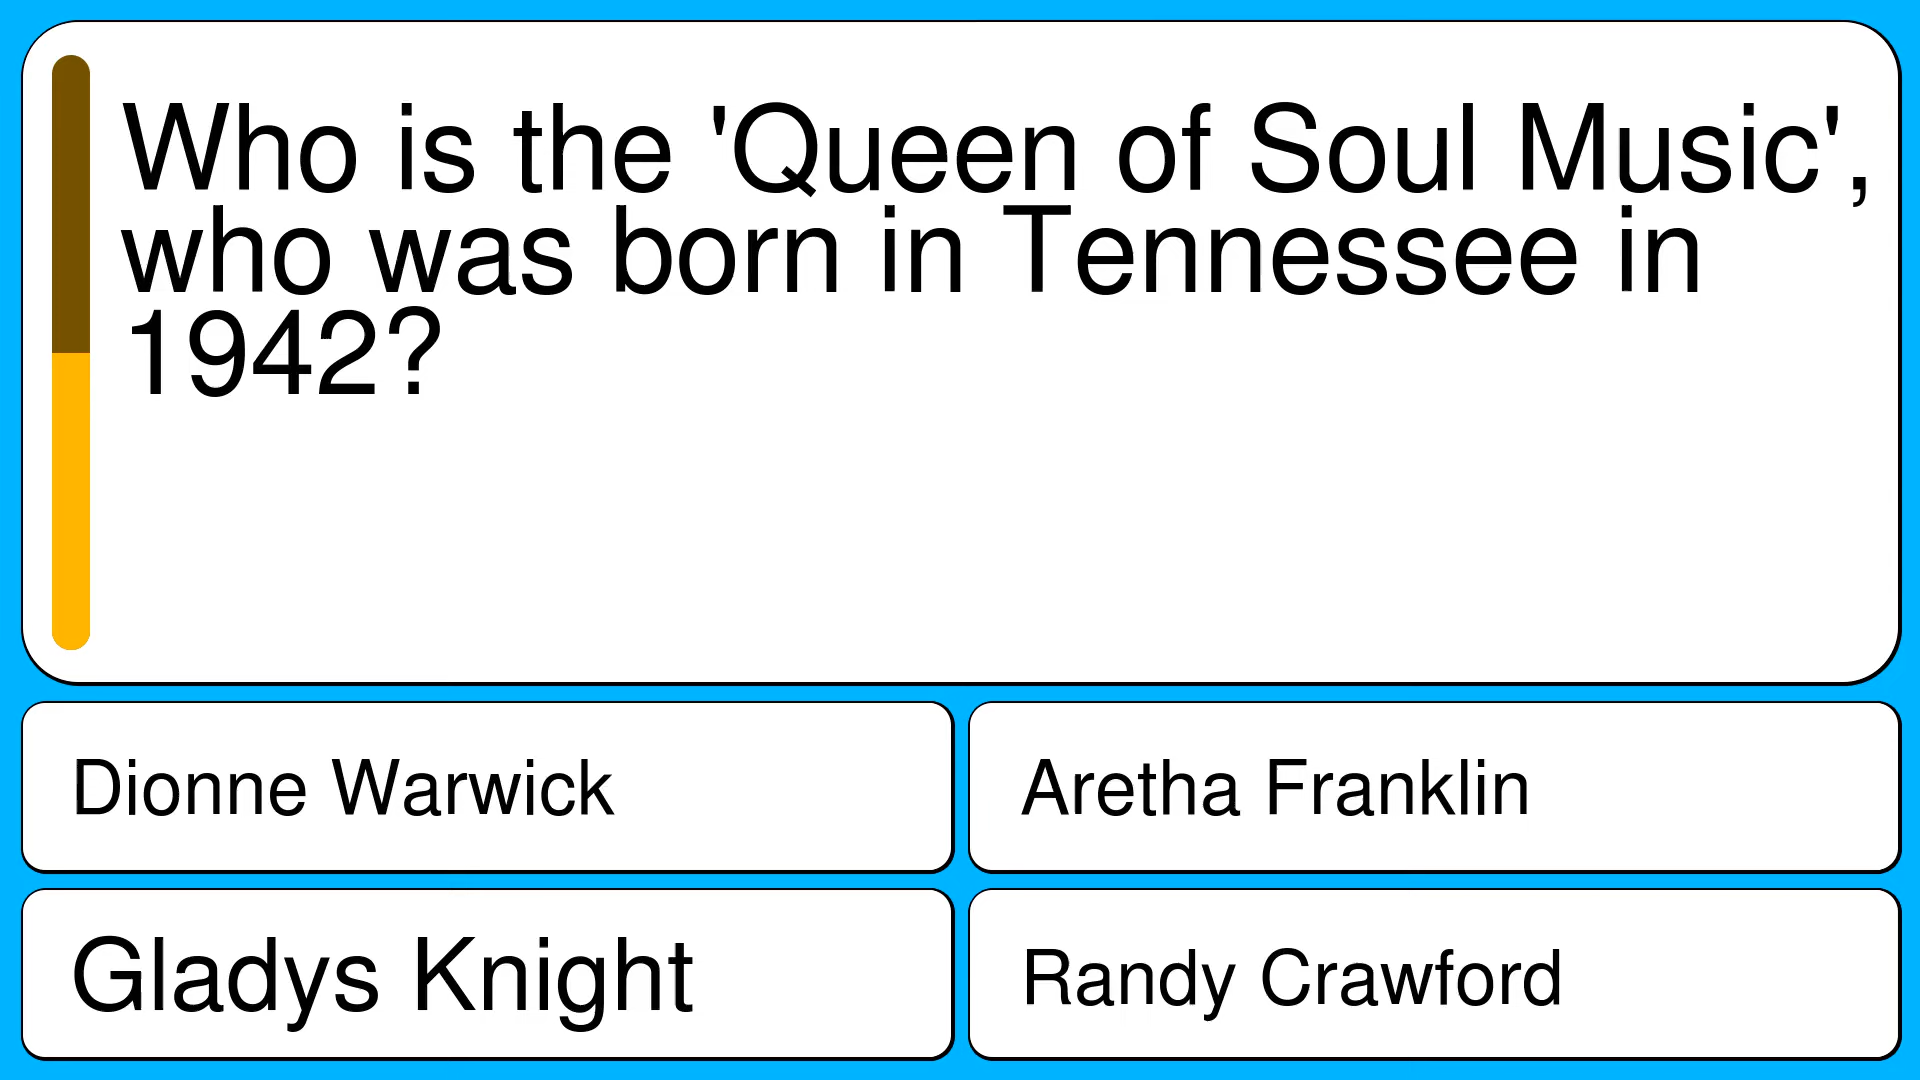 Who is the 'Queen of Soul Music',
who was born in Tennessee in
1942?
Dionne Warwick
Aretha Franklin
Gladys Knight
Randy Crawford